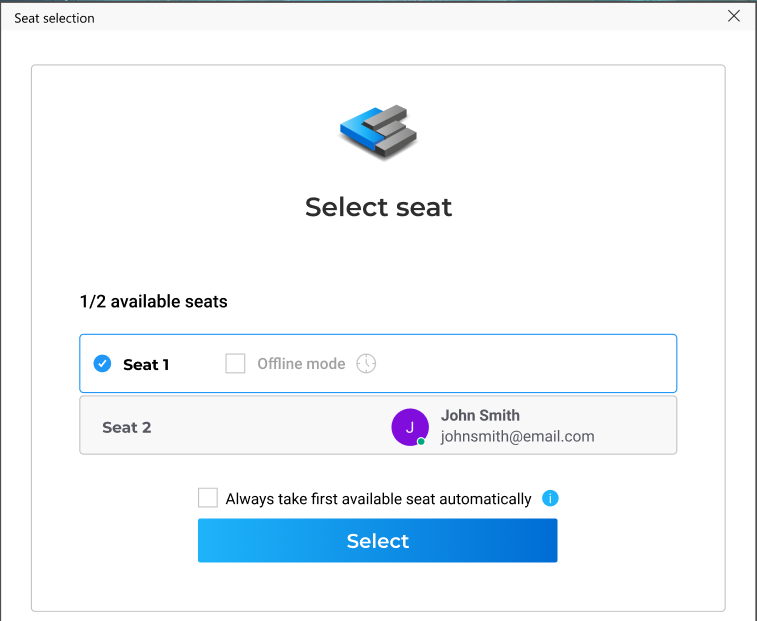 Seat selection
Select seat
1/2 available seats
Seat 1 Offline mode
Seat 2 J John Smith
johnsmith@email.com
Always take first available seat automatically i
Select